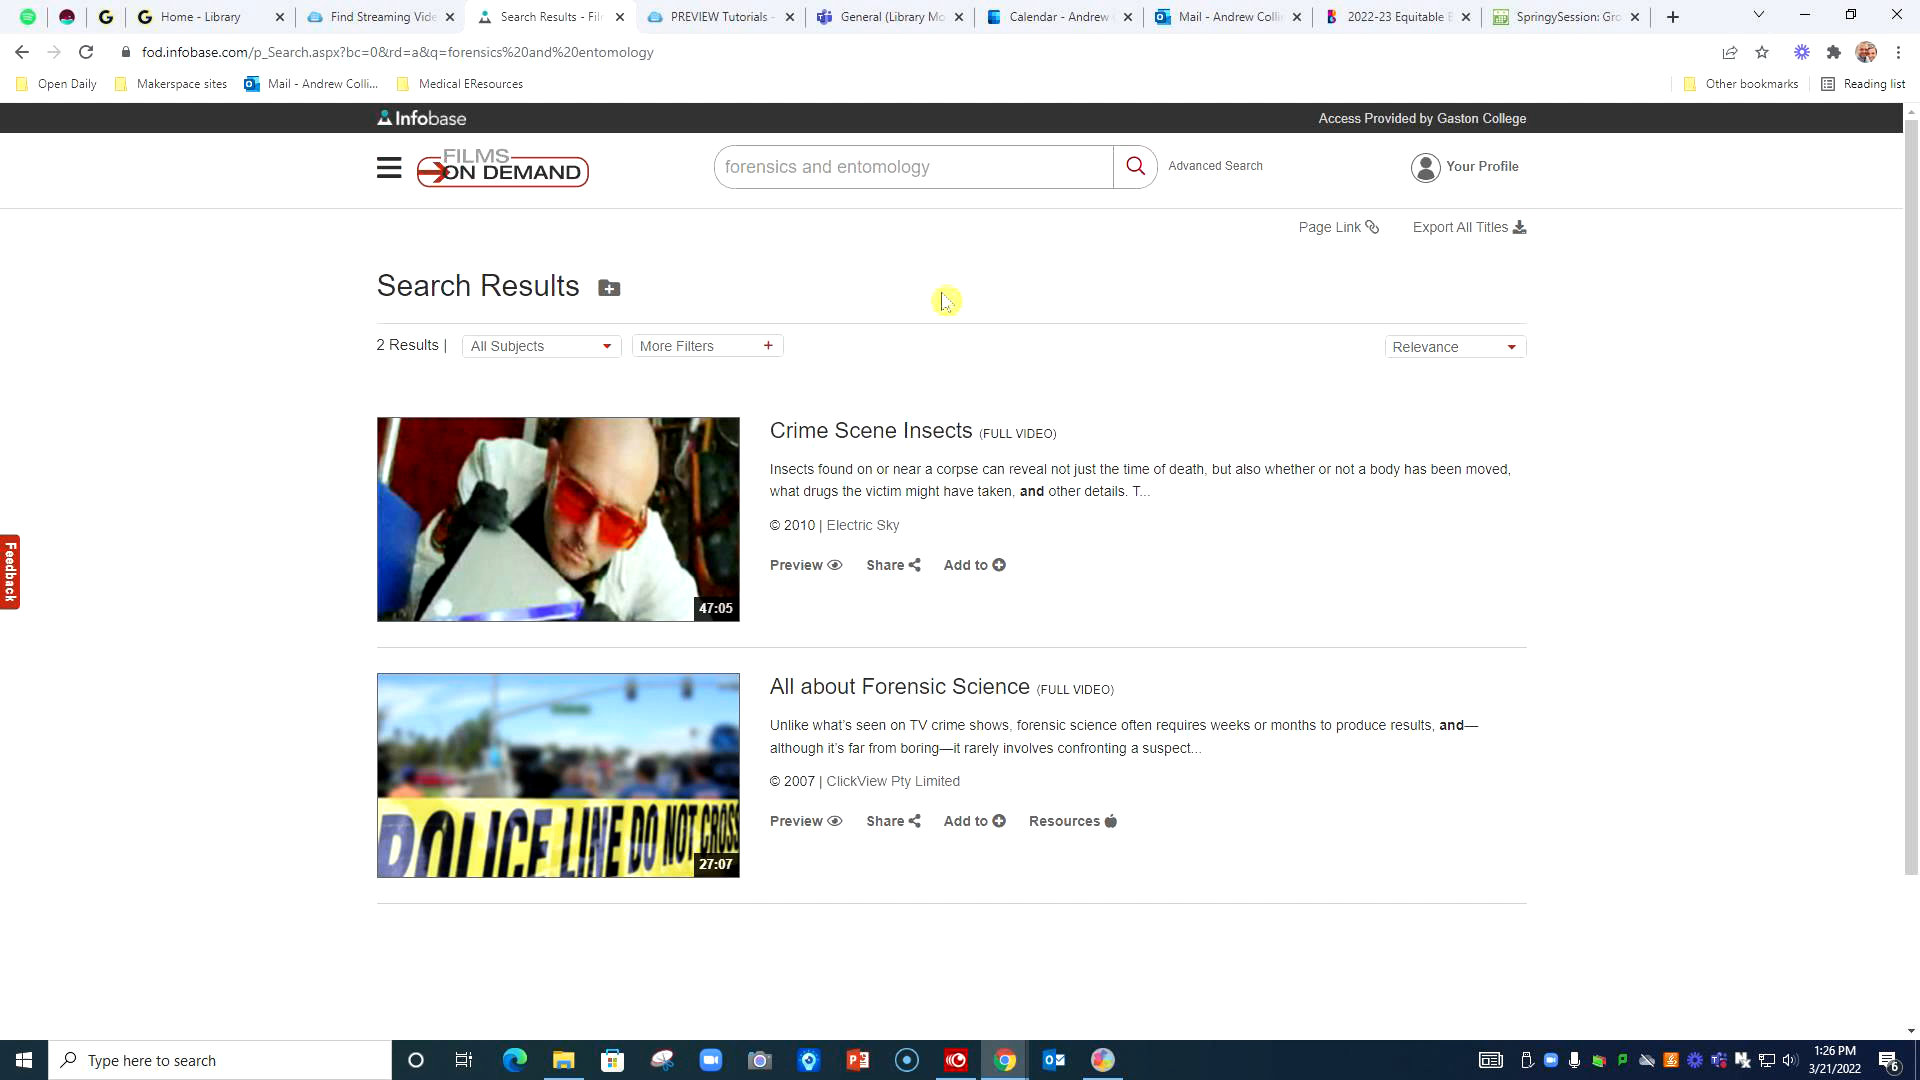 Home - Library
Find Streaming Vide
Search Results - Fil
PREVIEW Tutorials -
General (Library Mo
Calendar - Andrew
Mail - Andrew Colli
2022-23 Equitable
SpringySession: Gro
fod.infobase.com/p_Search.aspx?bc=0&rd=a&q=forensics%20and%20entomology
Open Daily
Makerspace sites
Mail - Andrew Colli...
Medical EResources
Other bookmarks
Reading list
Infobase
Access Provided by Gaston College
FILMS
ON DEMAND
forensics and entomology
Advanced Search
Your Profile
Page Link
Export All Titles
Search Results
2 Results |
All Subjects
More Filters +
Relevance
Crime Scene Insects (FULL VIDEO)
Insects found on or near a corpse can reveal not just the time of death, but also whether or not a body has been moved,
what drugs the victim might have taken, and other details. T...
© 2010 | Electric Sky
Preview
Share
Add to
47:05
Feedback
All about Forensic Science (FULL VIDEO)
Unlike what's seen on TV crime shows, forensic science often requires weeks or months to produce results, and—
although it's far from boring—it rarely involves confronting a suspect...
© 2007 | ClickView Pty Limited
Preview
Share
Add to
Resources
POLICE LINE DO NOT CROSS
27:07
Type here to search
1:26 PM
3/21/2022
6